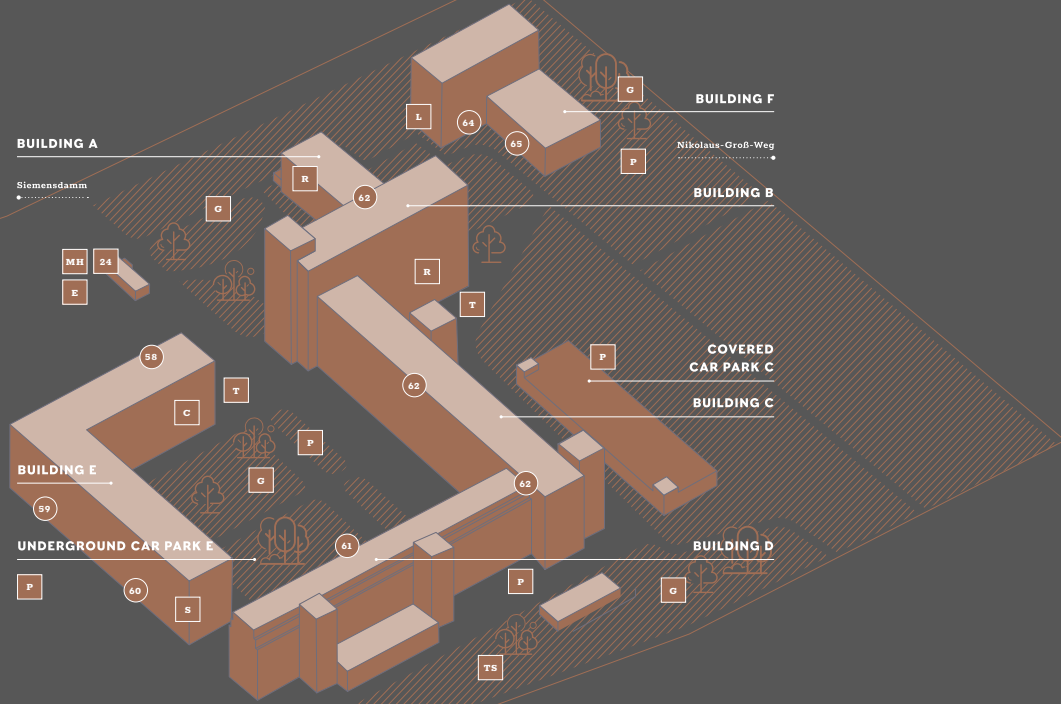 G
BUILDING F
L
64
65
BUILDING A
Nikolaus-Groß-Weg
P
R
Siemensdamm
62
BUILDING B
G
MH
24
E
R
T
58
P
COVERED
CAR PARK C
T
62
BUILDING C
C
P
BUILDING E
G
62
59
UNDERGROUND CAR PARK E
61
BUILDING D
P
60
S
P
G
TS